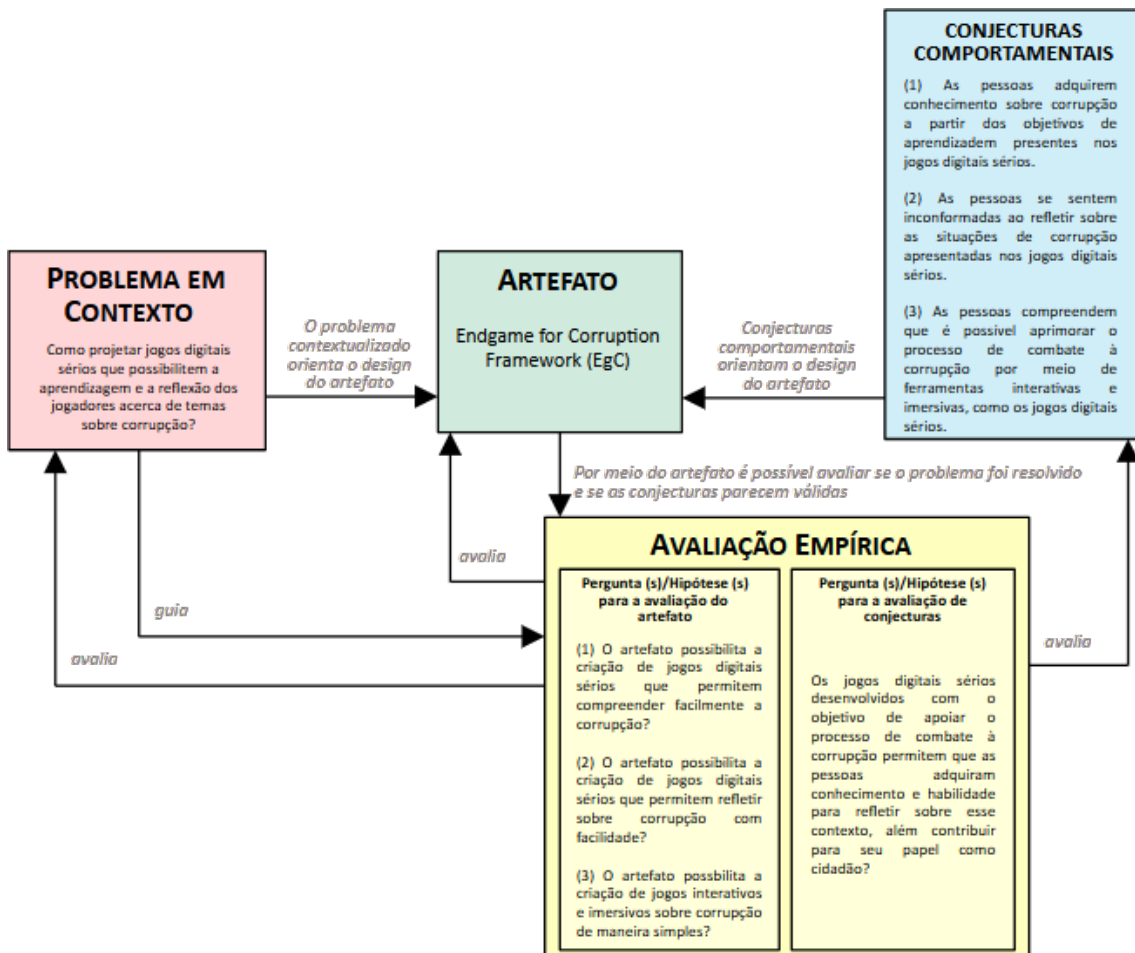 CONJECTURAS
COMPORTAMENTAIS
(1) As pessoas adquirem
conhecimento sobre corrupção
a partir dos objetivos de
aprendizadem presentes nos
jogos digitais sérios.
(2) As pessoas se sentem
inconformadas ao refletir sobre
as situações de corrupção
apresentadas nos jogos digitais
sérios.
(3) As pessoas compreendem
que é possível aprimorar o
processo de combate à
corrupção por meio de
ferramentas interativas e
imersivas, como os jogos digitais
sérios.
PROBLEMA EM
CONTEXTO
Como projetar jogos digitais
sérios que possibilitem a
aprendizagem e a reflexão dos
jogadores acerca de temas
sobre corrupção?
O problema
contextualizado
orienta o design
do artefato
ARTEFATO
Endgame for Corruption
Framework (EgC)
Conjecturas
comportamentais
orientam o design
do artefato
Por meio do artefato é possível avaliar se o problema foi resolvido
e se as conjecturas parecem válidas
avalia
guia
avalia
avalia
AVALIAÇÃO EMPÍRICA
Pergunta (s)/Hipótese (s)
para a avaliação do
artefato
(1) O artefato possibilita a
criação de jogos digitais
sérios que permitem
compreender facilmente a
corrupção?
(2) O artefato possibilita a
criação de jogos digitais
sérios que permitem refletir
sobre corrupção com
facilidade?
(3) O artefato possbilita a
criação de jogos interativos
e imersivos sobre corrupção
de maneira simples?
Pergunta (s)/Hipótese (s)
para a avaliação de
conjecturas
Os jogos digitais sérios
desenvolvidos com o
objetivo de apoiar o
processo de combate à
corrupção permitem que as
pessoas adquiram
conhecimento e habilidade
para refletir sobre esse
contexto, além contribuir
para seu papel como
cidadão?